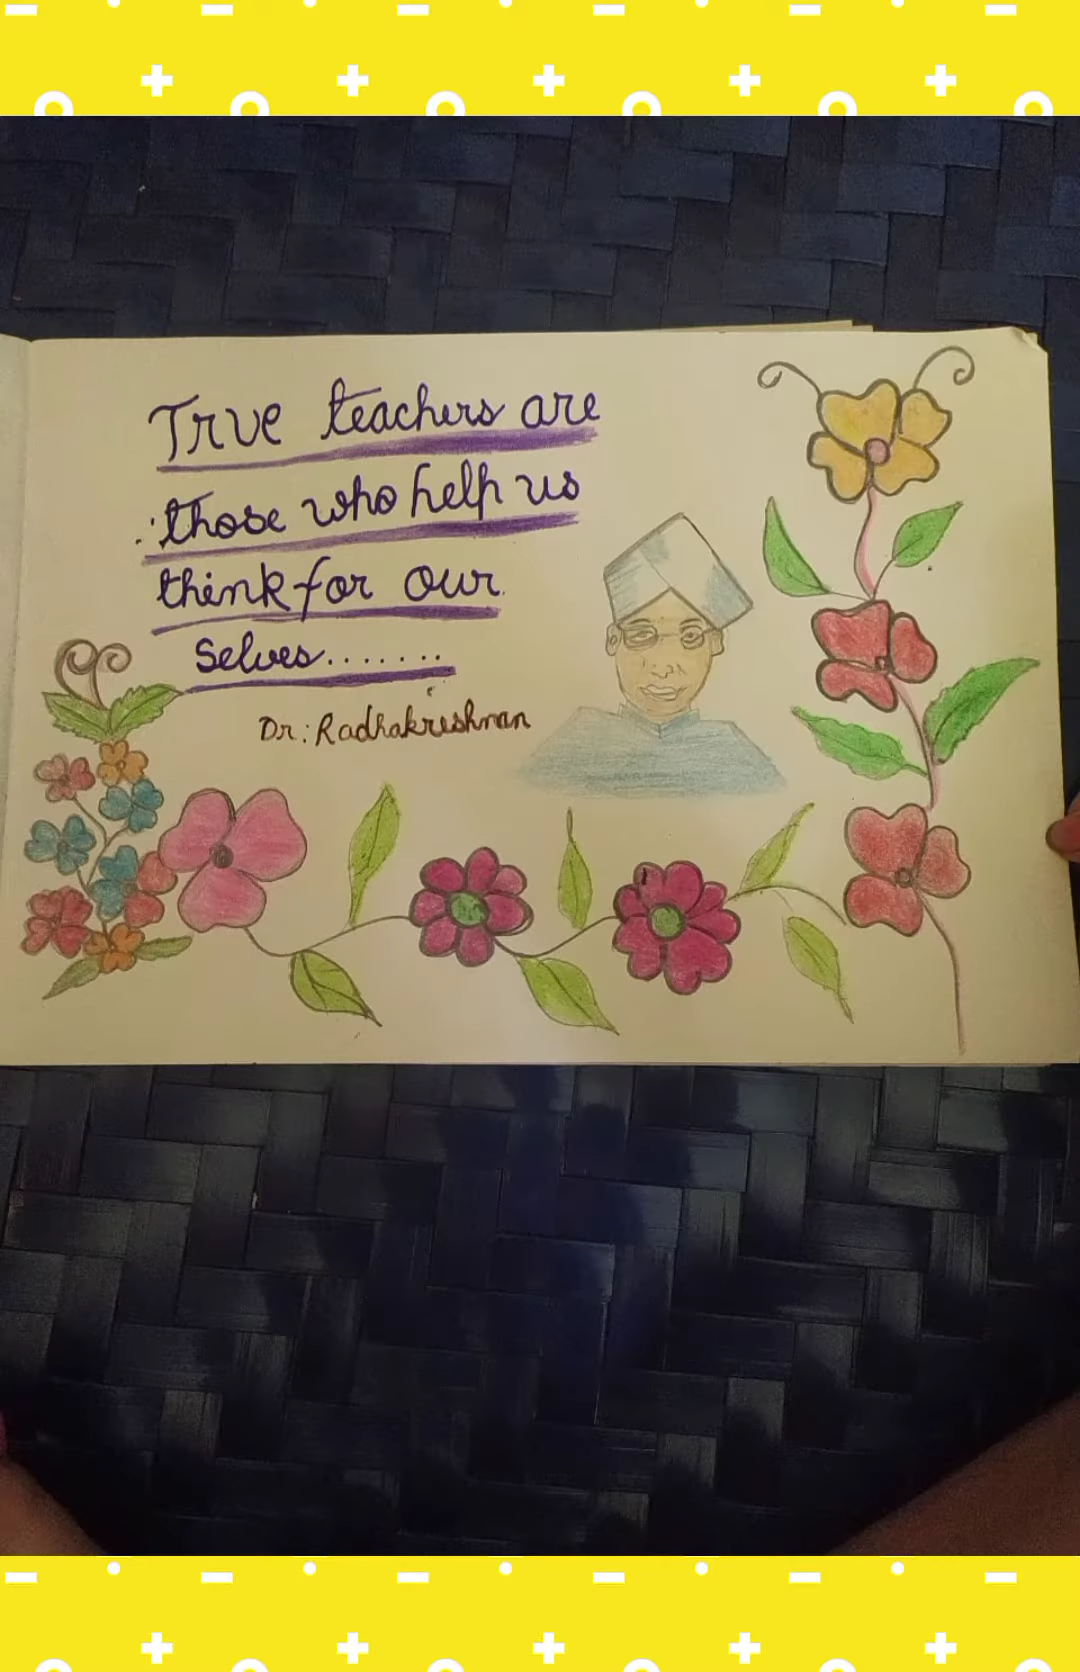 True teachers are
those who help us
think for our
selves.......
Dr: Radhakrishnan